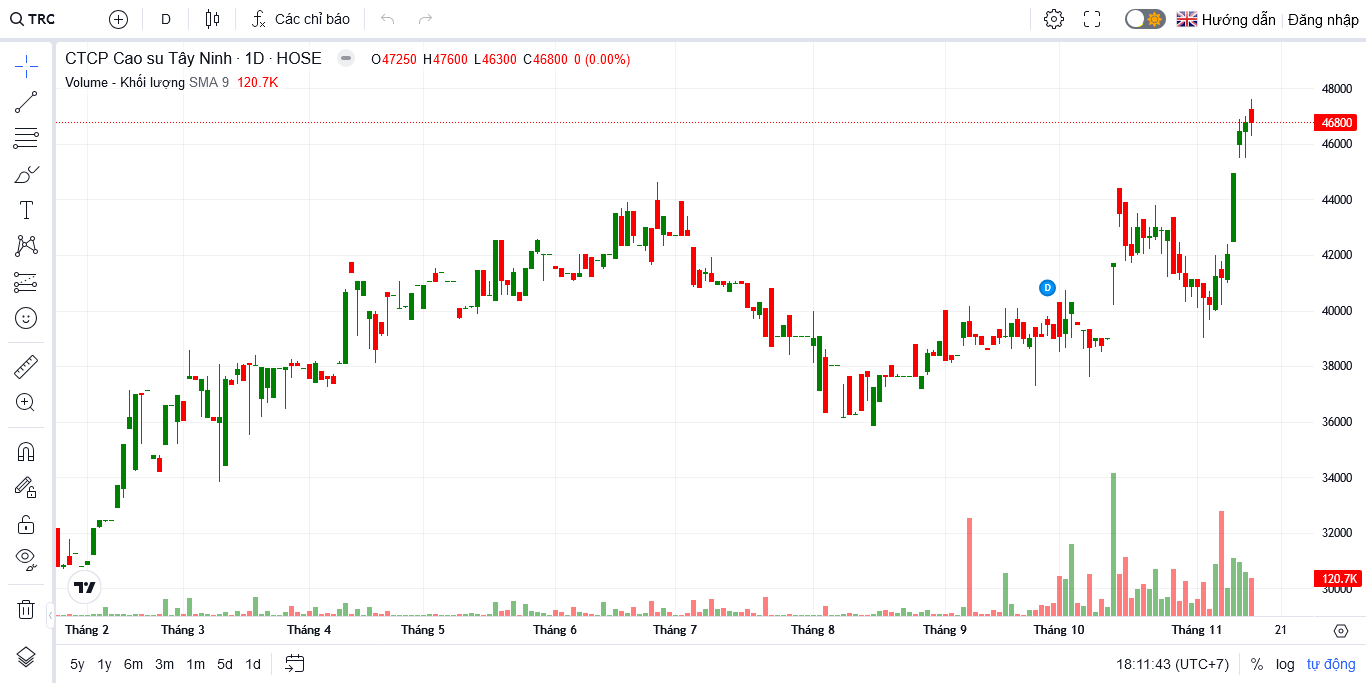 TRC D Các chỉ báo Hướng dẫn Đăng nhập
CTCP Cao su Tây Ninh · 1D · HOSE O47250 H47600 L46300 C46800 0 (0.00%)
Volume - Khối lượng SMA 9 120.7K
48000
46800
46000
44000
42000
D
40000
38000
36000
34000
32000
120.7K
30000
Tháng 2 Tháng 3 Tháng 4 Tháng 5 Tháng 6 Tháng 7 Tháng 8 Tháng 9 Tháng 10 Tháng 11 21
5y 1y 6m 3m 1m 5d 1d 18:11:43 (UTC+7) % log tự động